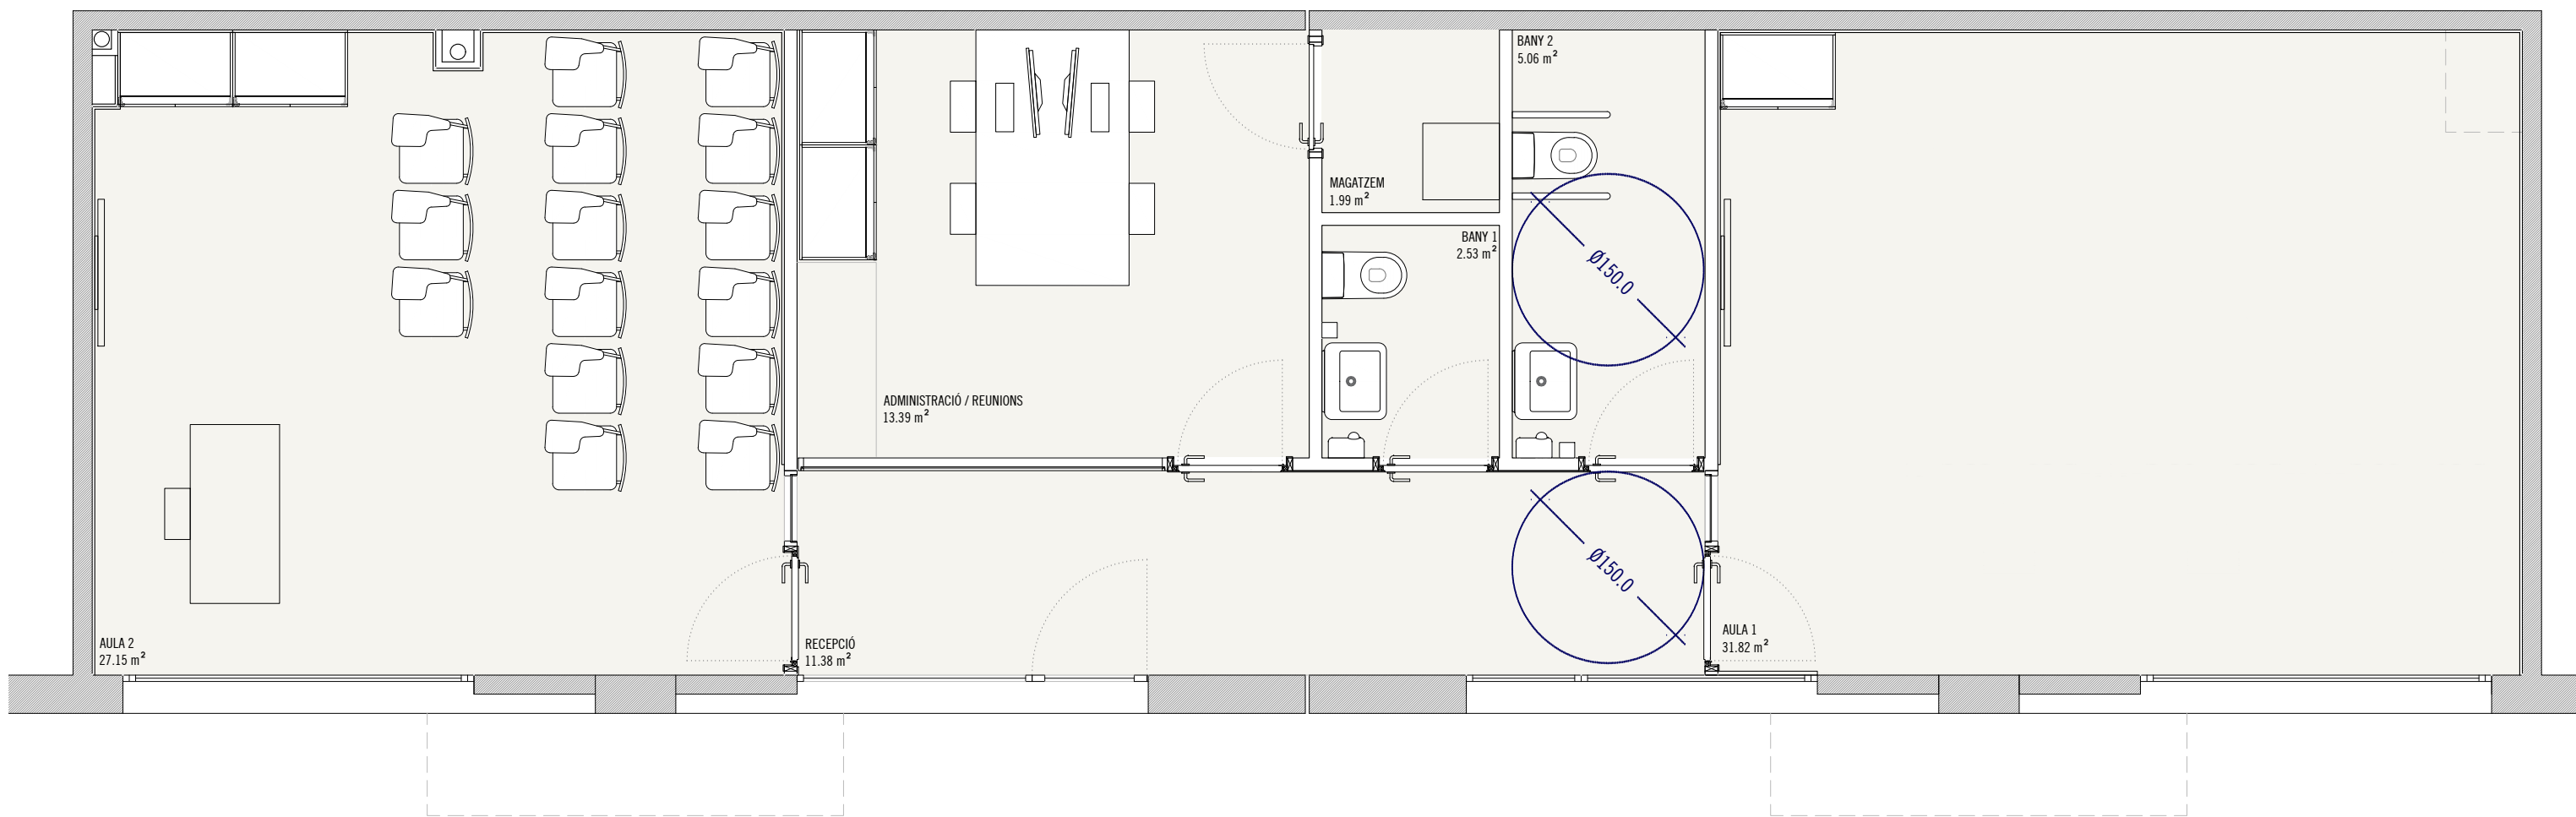 BANY 2
5.06 m²
MAGATZEM
1.99 m²
BANY 1
2.53 m²
Ø150.0
ADMINISTRACIÓ / REUNIONS
13.39 m²
Ø150.0
AULA 2
27.15 m²
RECEPCIÓ
11.38 m²
AULA 1
31.82 m²